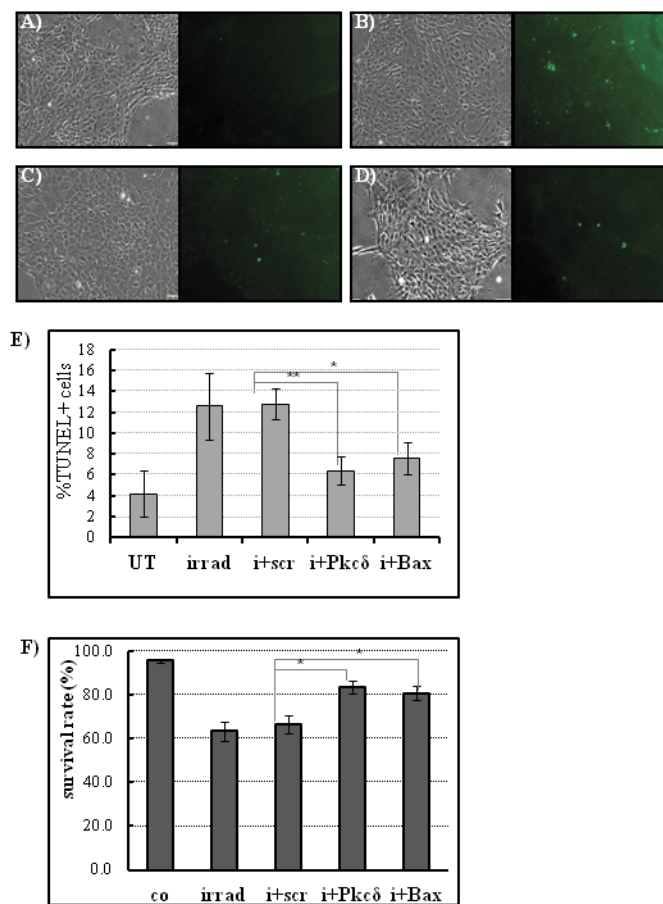 A)
B)
C)
D)
E)
%TUNEL+ cells
18
16
14
12
10
8
6
4
2
0
**
*
UT irrad i+scr i+Pkcδ i+Bax
F)
survival rate (%)
100.0
80.0
60.0
40.0
20.0
0.0
*
*
co irrad i+scr i+Pkcδ i+Bax